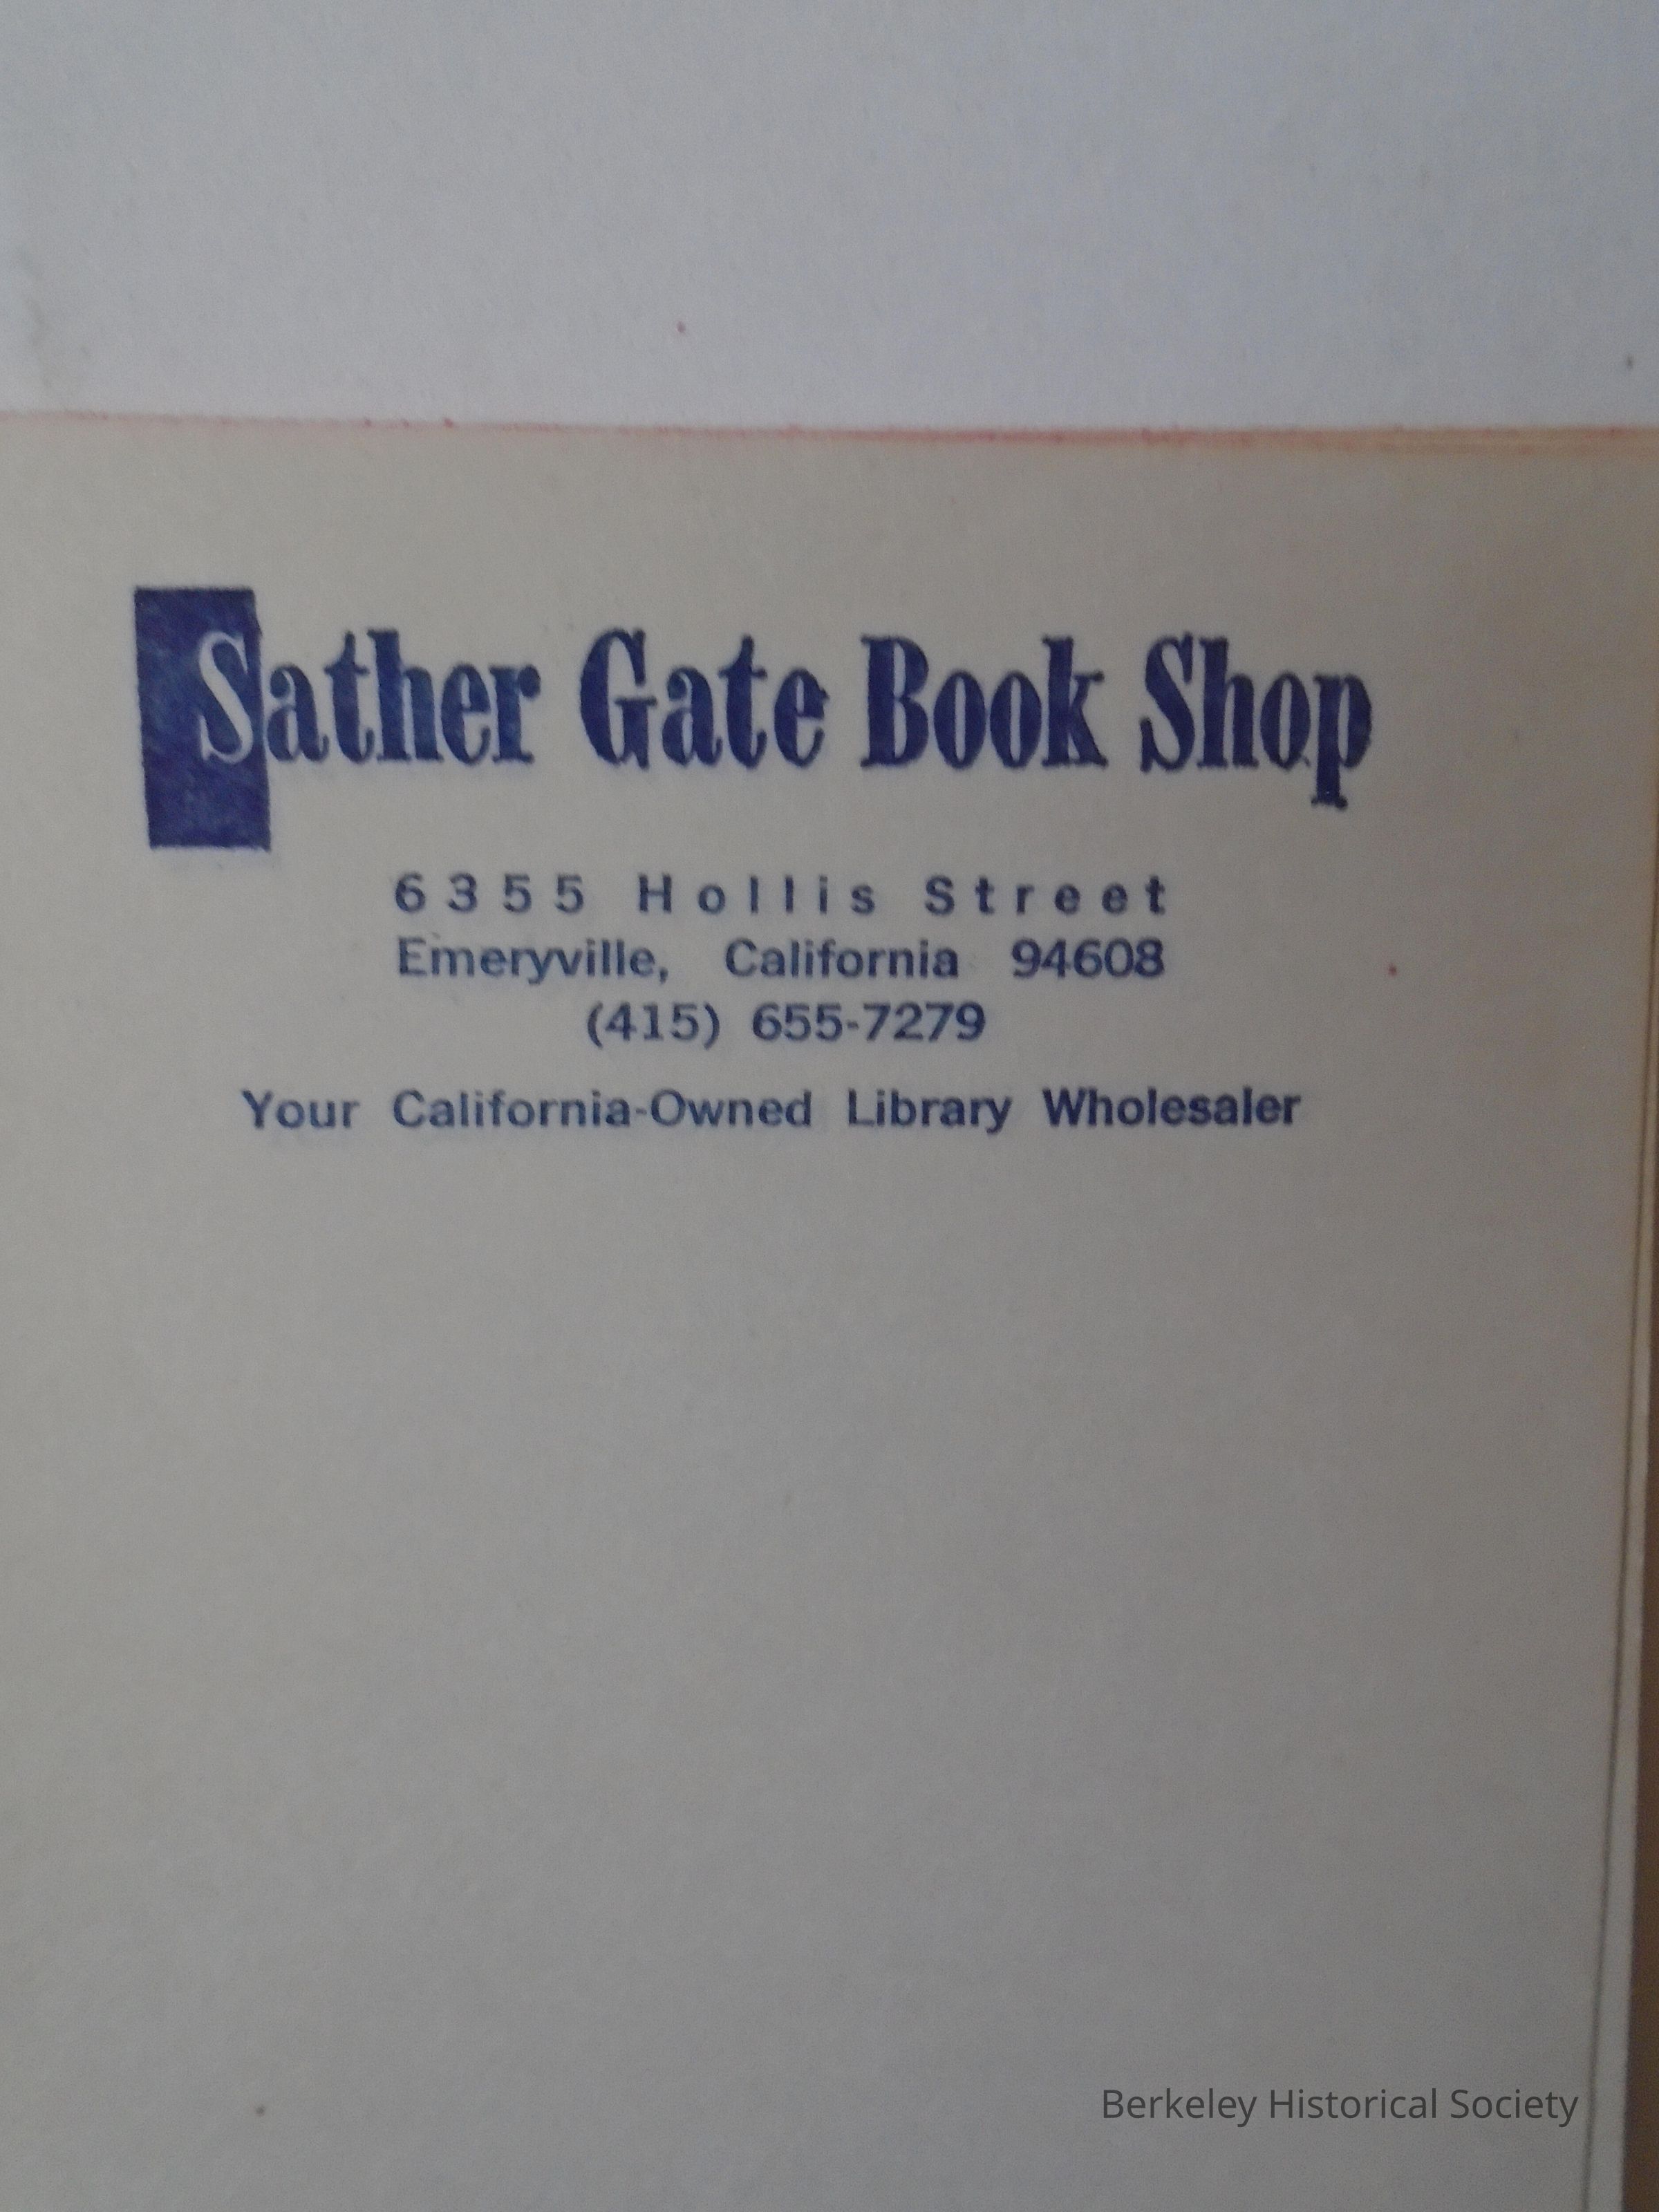 Sather Gate Book Shop
6355 Hollis Street
Emeryville, California 94608
(415) 655-7279
Your California-Owned Library Wholesaler
Berkeley Historical Society